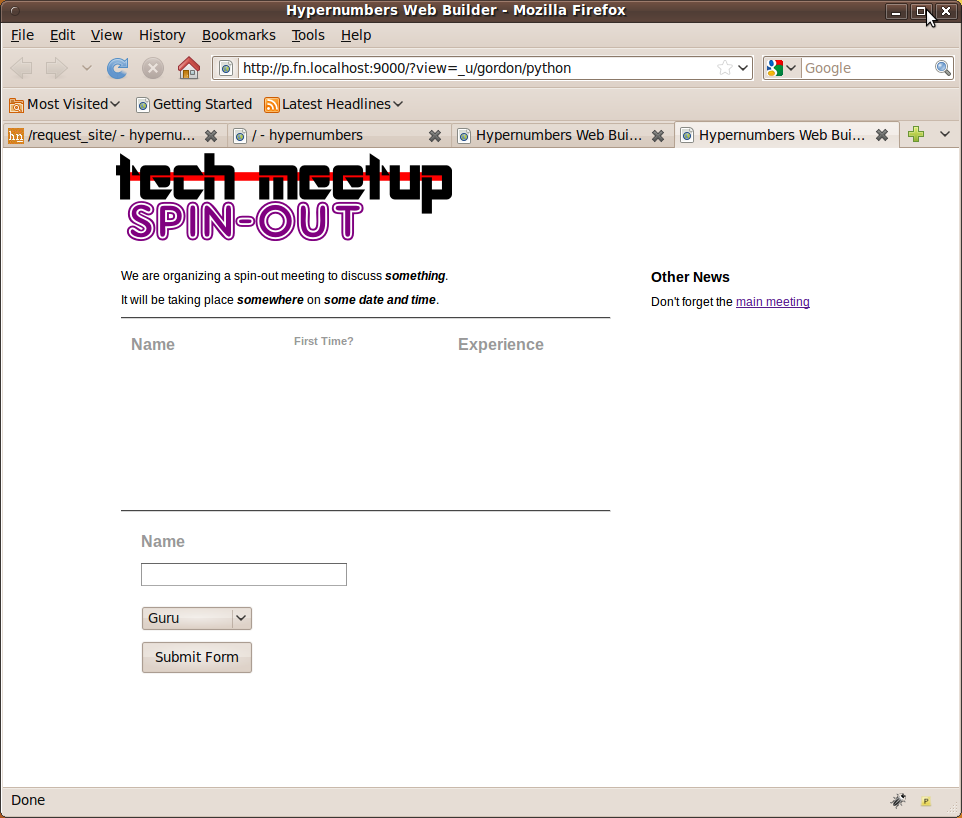 Hypernumbers Web Builder - Mozilla Firefox
File Edit View History Bookmarks Tools Help
http://p.fn.localhost:9000/?view=_u/gordon/python Google
Most Visited Getting Started Latest Headlines
hn /request_site/ - hypernu... / - hypernumbers Hypernumbers Web Bui... Hypernumbers Web Bui...
tech meetup
SPIN-OUT
We are organizing a spin-out meeting to discuss something.
Other News
It will be taking place somewhere on some date and time.
Don't forget the main meeting
Name First Time? Experience
Name
Guru
Submit Form
Done P